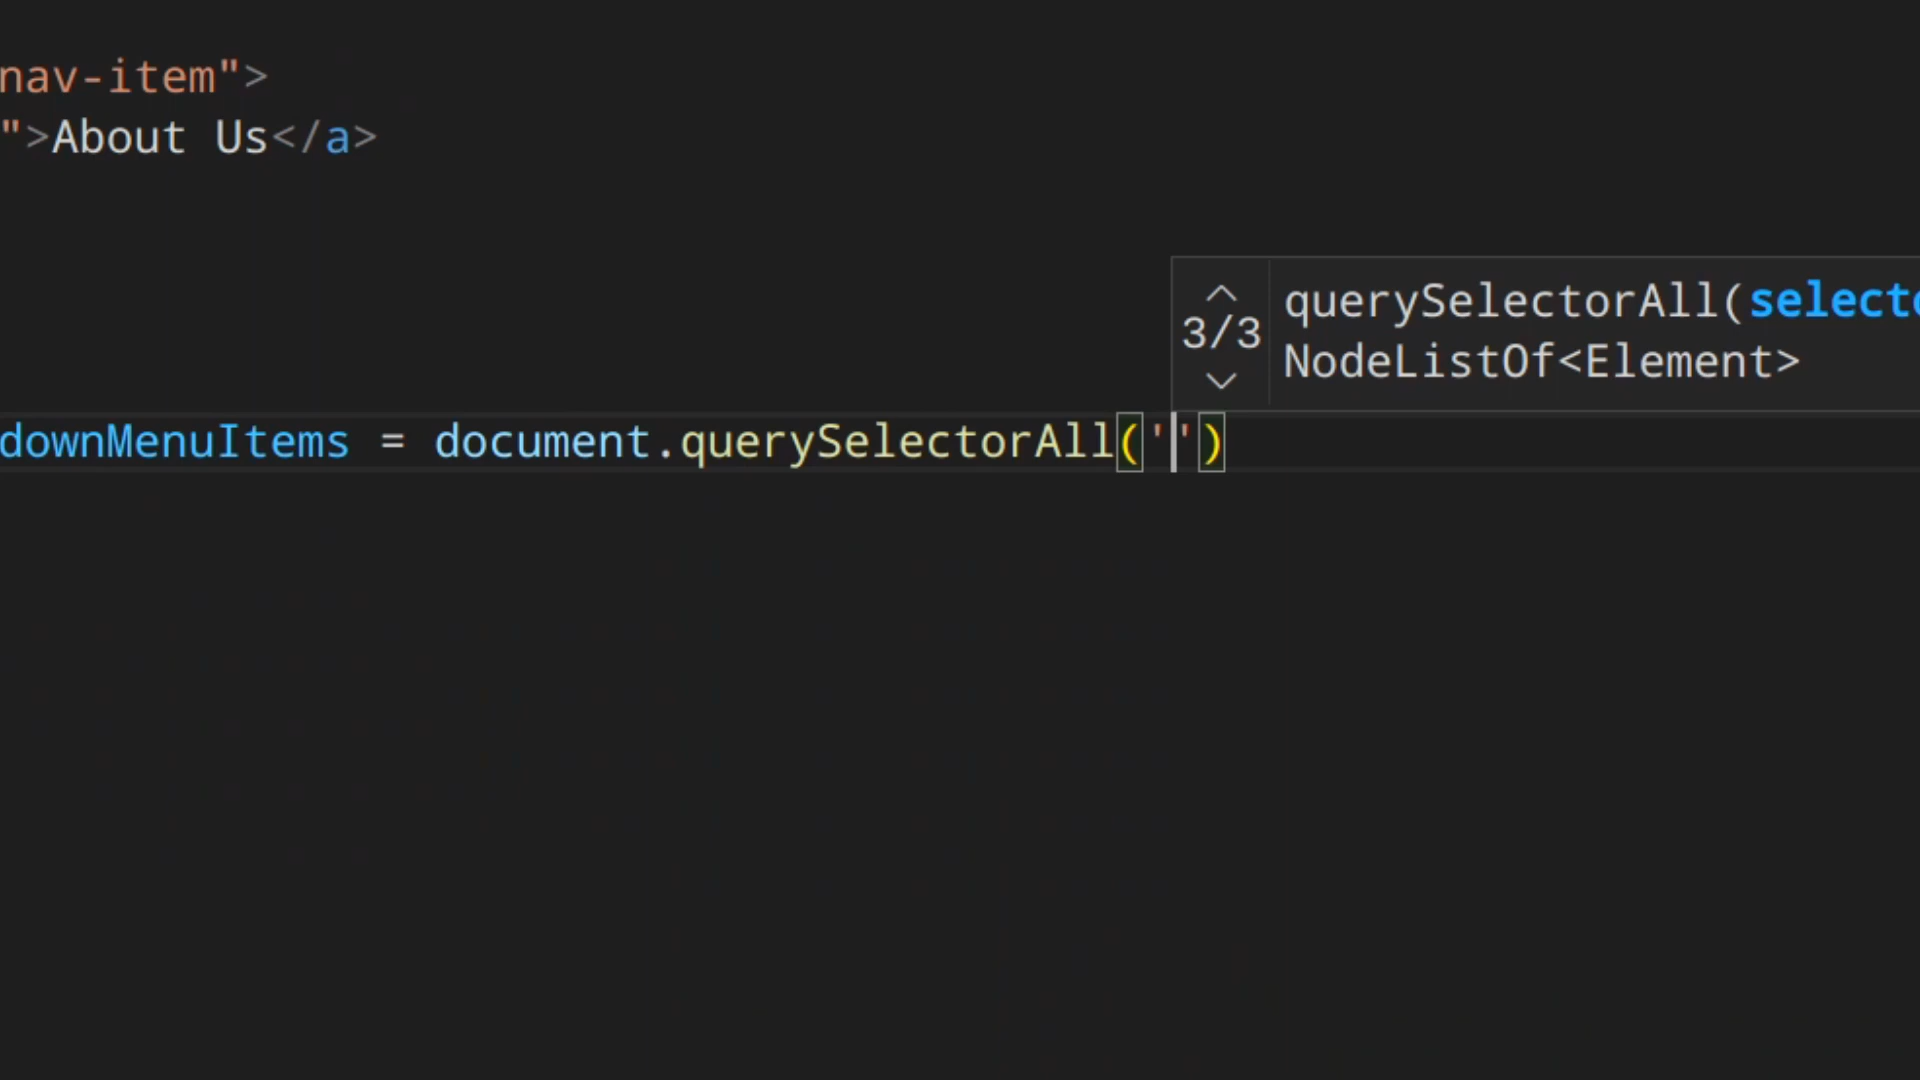 nav-item">
">About Us</a>
3/3
querySelectorAll(selecto
NodeListOf<Element>
downMenuItems = document.querySelectorAll('')